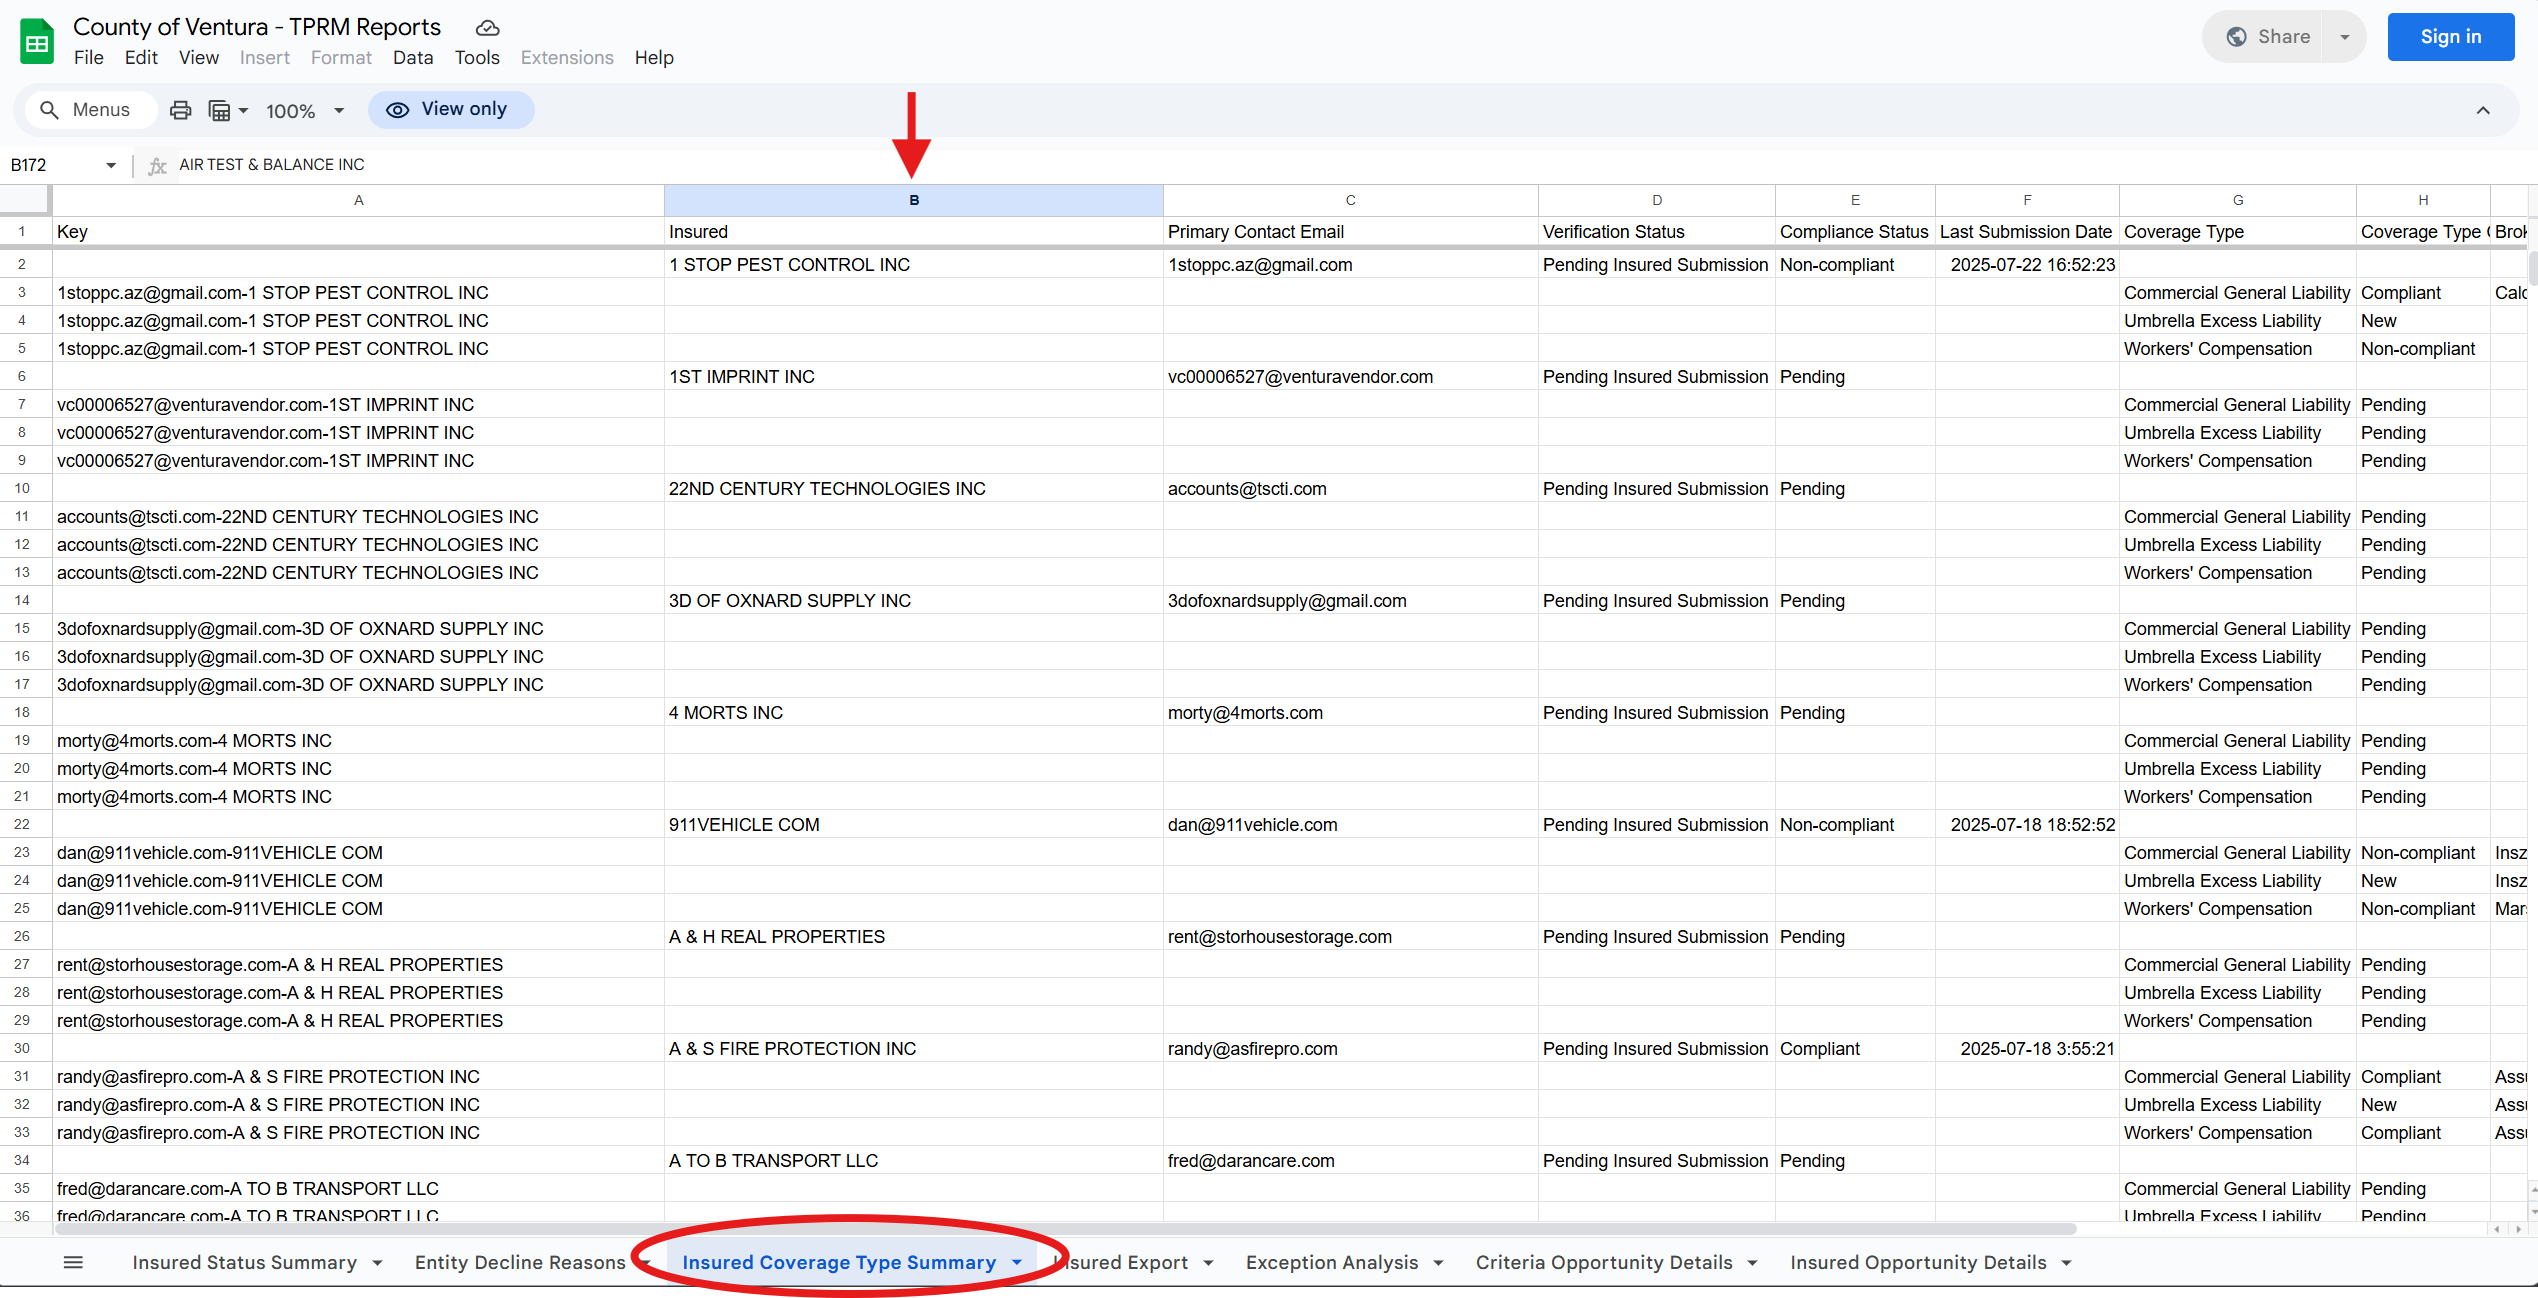 County of Ventura - TPRM Reports
File Edit View Insert Format Data Tools Extensions Help
Share
Sign in
Menus 100% View only
B172 fx AIR TEST & BALANCE INC
A B C D E F G H
1 Key Insured Primary Contact Email Verification Status Compliance Status Last Submission Date Coverage Type Coverage Type
2 1 STOP PEST CONTROL INC 1stoppc.az@gmail.com Pending Insured Submission Non-compliant 2025-07-22 16:52:23
3 1stoppc.az@gmail.com-1 STOP PEST CONTROL INC Commercial General Liability Compliant
4 1stoppc.az@gmail.com-1 STOP PEST CONTROL INC Umbrella Excess Liability New
5 1stoppc.az@gmail.com-1 STOP PEST CONTROL INC Workers' Compensation Non-compliant
6 1ST IMPRINT INC vc00006527@venturavendor.com Pending Insured Submission Pending
7 vc00006527@venturavendor.com-1ST IMPRINT INC Commercial General Liability Pending
8 vc00006527@venturavendor.com-1ST IMPRINT INC Umbrella Excess Liability Pending
9 vc00006527@venturavendor.com-1ST IMPRINT INC Workers' Compensation Pending
10 22ND CENTURY TECHNOLOGIES INC accounts@tscti.com Pending Insured Submission Pending
11 accounts@tscti.com-22ND CENTURY TECHNOLOGIES INC Commercial General Liability Pending
12 accounts@tscti.com-22ND CENTURY TECHNOLOGIES INC Umbrella Excess Liability Pending
13 accounts@tscti.com-22ND CENTURY TECHNOLOGIES INC Workers' Compensation Pending
14 3D OF OXNARD SUPPLY INC 3dofoxnardsupply@gmail.com Pending Insured Submission Pending
15 3dofoxnardsupply@gmail.com-3D OF OXNARD SUPPLY INC Commercial General Liability Pending
16 3dofoxnardsupply@gmail.com-3D OF OXNARD SUPPLY INC Umbrella Excess Liability Pending
17 3dofoxnardsupply@gmail.com-3D OF OXNARD SUPPLY INC Workers' Compensation Pending
18 4 MORTS INC morty@4morts.com Pending Insured Submission Pending
19 morty@4morts.com-4 MORTS INC Commercial General Liability Pending
20 morty@4morts.com-4 MORTS INC Umbrella Excess Liability Pending
21 morty@4morts.com-4 MORTS INC Workers' Compensation Pending
22 911VEHICLE COM dan@911vehicle.com Pending Insured Submission Non-compliant 2025-07-18 18:52:52
23 dan@911vehicle.com-911VEHICLE COM Commercial General Liability Non-compliant
24 dan@911vehicle.com-911VEHICLE COM Umbrella Excess Liability New
25 dan@911vehicle.com-911VEHICLE COM Workers' Compensation Non-compliant
26 A & H REAL PROPERTIES rent@storhousestorage.com Pending Insured Submission Pending
27 rent@storhousestorage.com-A & H REAL PROPERTIES Commercial General Liability Pending
28 rent@storhousestorage.com-A & H REAL PROPERTIES Umbrella Excess Liability Pending
29 rent@storhousestorage.com-A & H REAL PROPERTIES Workers' Compensation Pending
30 A & S FIRE PROTECTION INC randy@asfirepro.com Pending Insured Submission Compliant 2025-07-18 3:55:21
31 randy@asfirepro.com-A & S FIRE PROTECTION INC Commercial General Liability Compliant
32 randy@asfirepro.com-A & S FIRE PROTECTION INC Umbrella Excess Liability New
33 randy@asfirepro.com-A & S FIRE PROTECTION INC Workers' Compensation Compliant
34 A TO B TRANSPORT LLC fred@darancare.com Pending Insured Submission Pending
35 fred@darancare.com-A TO B TRANSPORT LLC Commercial General Liability Pending
36 fred@darancare.com-A TO B TRANSPORT LLC Umbrella Excess Liability Pending
Insured Status Summary Entity Decline Reasons Insured Coverage Type Summary Insured Export Exception Analysis Criteria Opportunity Details Insured Opportunity Details